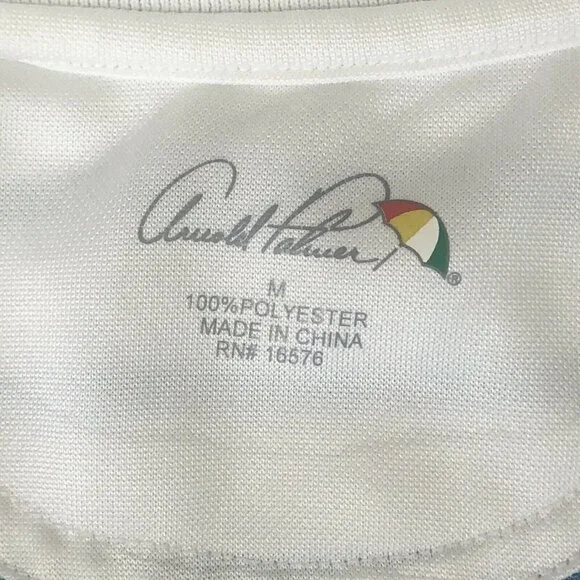 Arnold Palmer ®
M
100%POLYESTER
MADE IN CHINA
RN# 16576